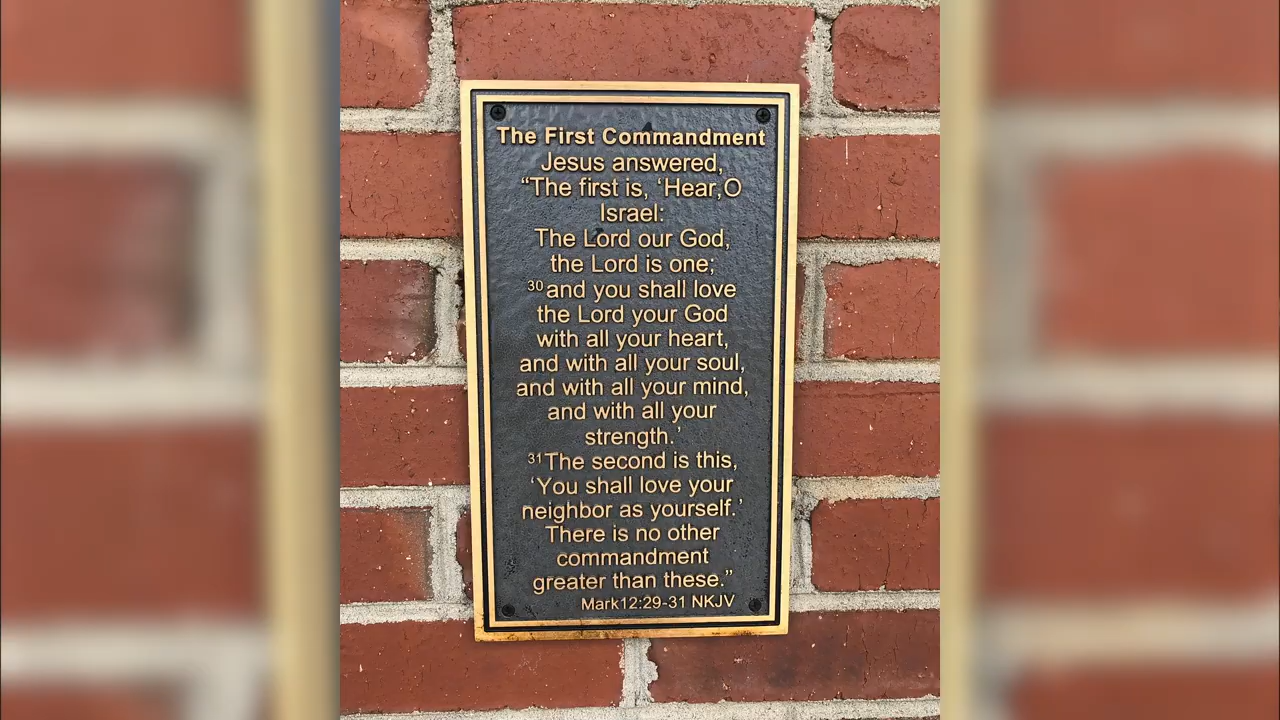 The First Commandment
Jesus answered,
“The first is, ‘Hear,O
Israel:
The Lord our God,
the Lord is one;
³⁰and you shall love
the Lord your God
with all your heart,
and with all your soul,
and with all your mind,
and with all your
strength.’
³¹The second is this,
‘You shall love your
neighbor as yourself.’
There is no other
commandment
greater than these.”
Mark12:29-31 NKJV